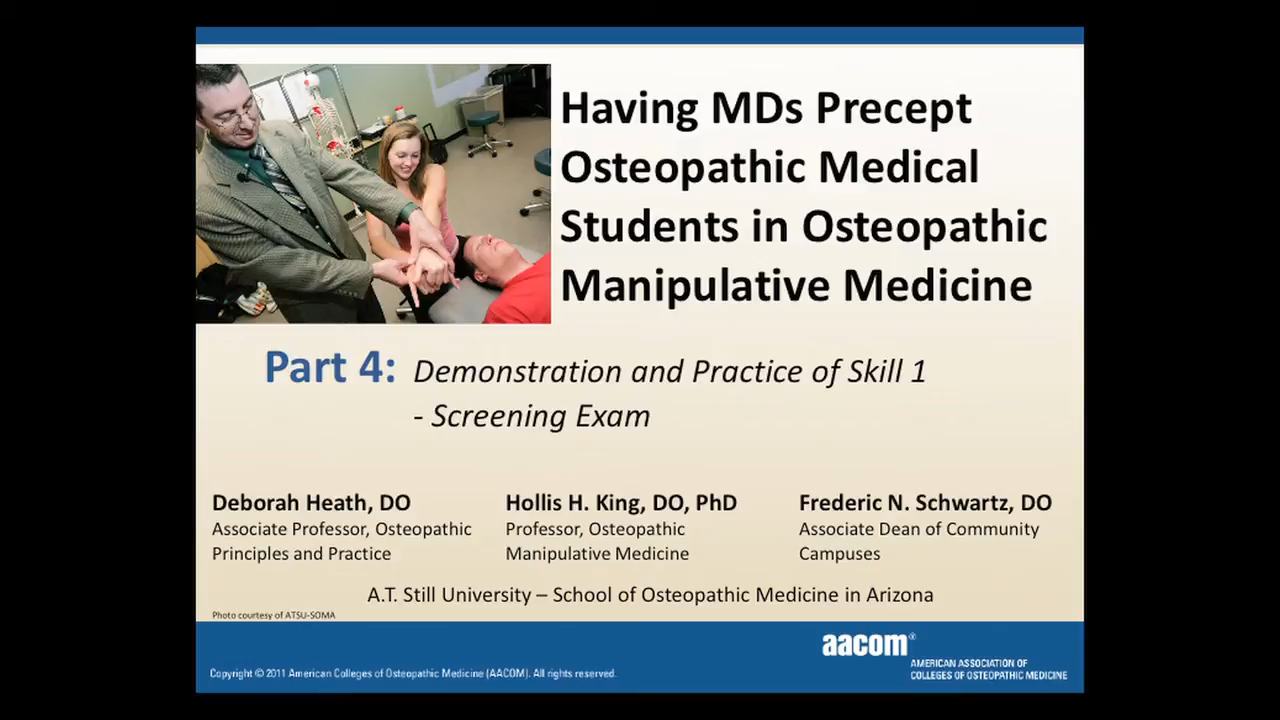 Having MDs Precept
Osteopathic Medical
Students in Osteopathic
Manipulative Medicine
Part 4: Demonstration and Practice of Skill 1
- Screening Exam
Deborah Heath, DO
Associate Professor, Osteopathic
Principles and Practice
Hollis H. King, DO, PhD
Professor, Osteopathic
Manipulative Medicine
Frederic N. Schwartz, DO
Associate Dean of Community
Campuses
A.T. Still University – School of Osteopathic Medicine in Arizona
Photo courtesy of ATSU-SOMA
Copyright © 2011 American Colleges of Osteopathic Medicine (AACOM). All rights reserved.
aacom®
AMERICAN ASSOCIATION OF
COLLEGES OF OSTEOPATHIC MEDICINE